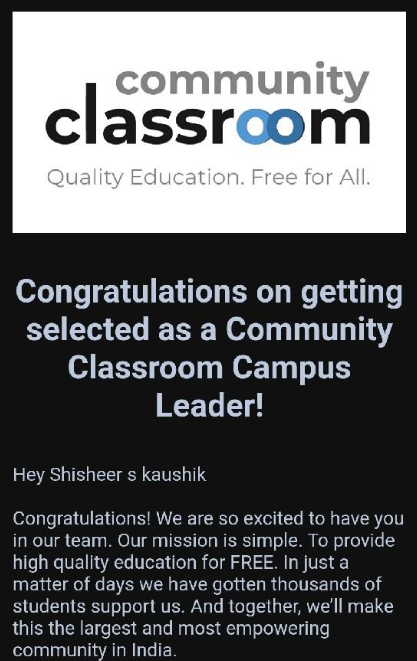 community
classroom
Quality Education. Free for All.
Congratulations on getting
selected as a Community
Classroom Campus
Leader!
Hey Shisheer s kaushik
Congratulations! We are so excited to have you
in our team. Our mission is simple. To provide
high quality education for FREE. In just a
matter of days we have gotten thousands of
students support us. And together, we'll make
this the largest and most empowering
community in India.